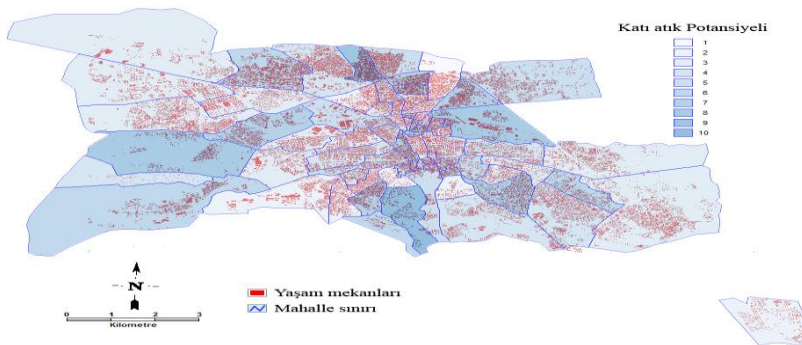 Katı atık Potansiyeli
1
2
3
4
5
6
7
8
9
10
N
0 1 2 3
Kilometre
Yaşam mekanları
Mahalle sınırı